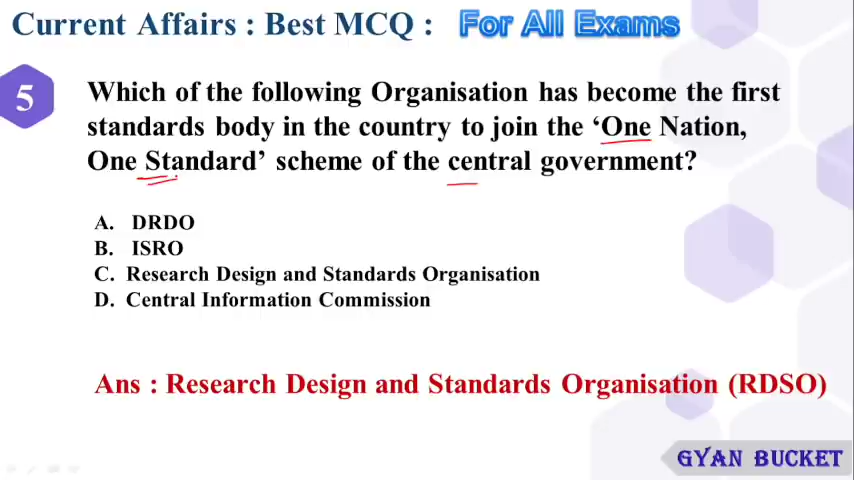 Current Affairs : Best MCQ : For All Exams
5
Which of the following Organisation has become the first
standards body in the country to join the ‘One Nation,
One Standard’ scheme of the central government?
A. DRDO
B. ISRO
C. Research Design and Standards Organisation
D. Central Information Commission
Ans : Research Design and Standards Organisation (RDSO)
GYAN BUCKET